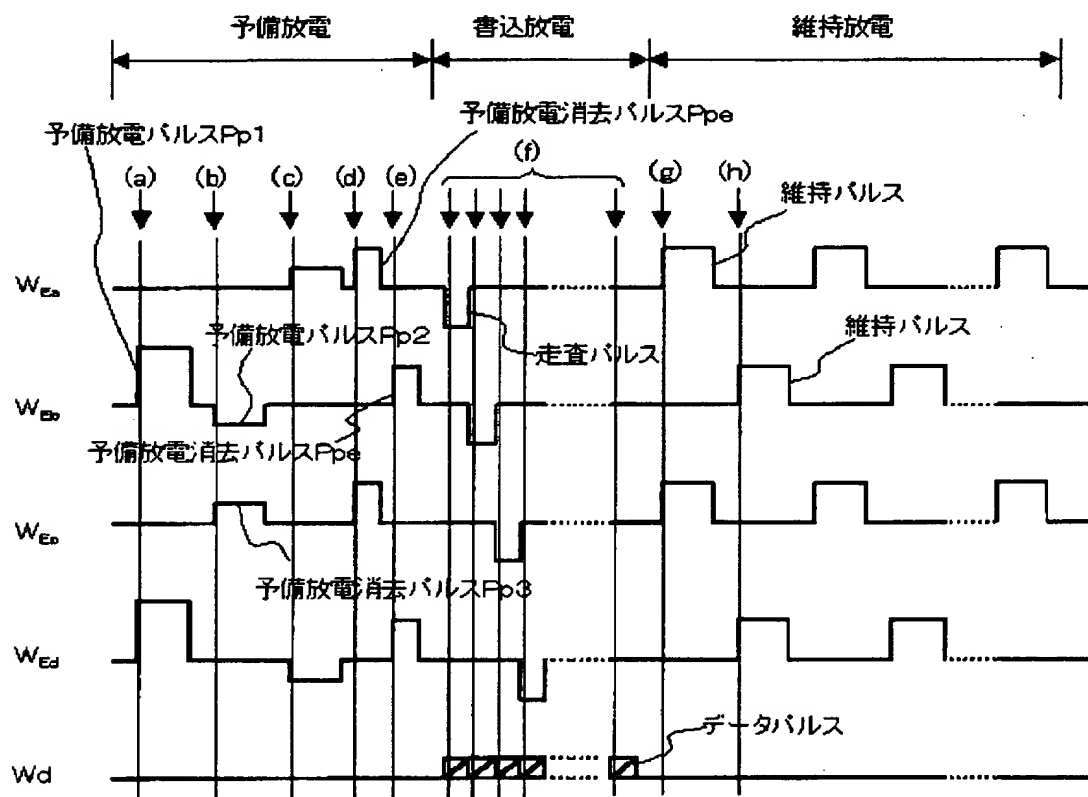 予備放電 書込放電 維持放電
予備放電消去パルスPpe
予備放電パルスPp1
(a) (b) (c) (d) (e) (f) (g) (h)
維持パルス
WEa
予備放電パルスPp2
走査パルス
維持パルス
WEb
予備放電消去パルスPpe
WEc
予備放電消去パルスPp3
WEd
データパルス
Wd